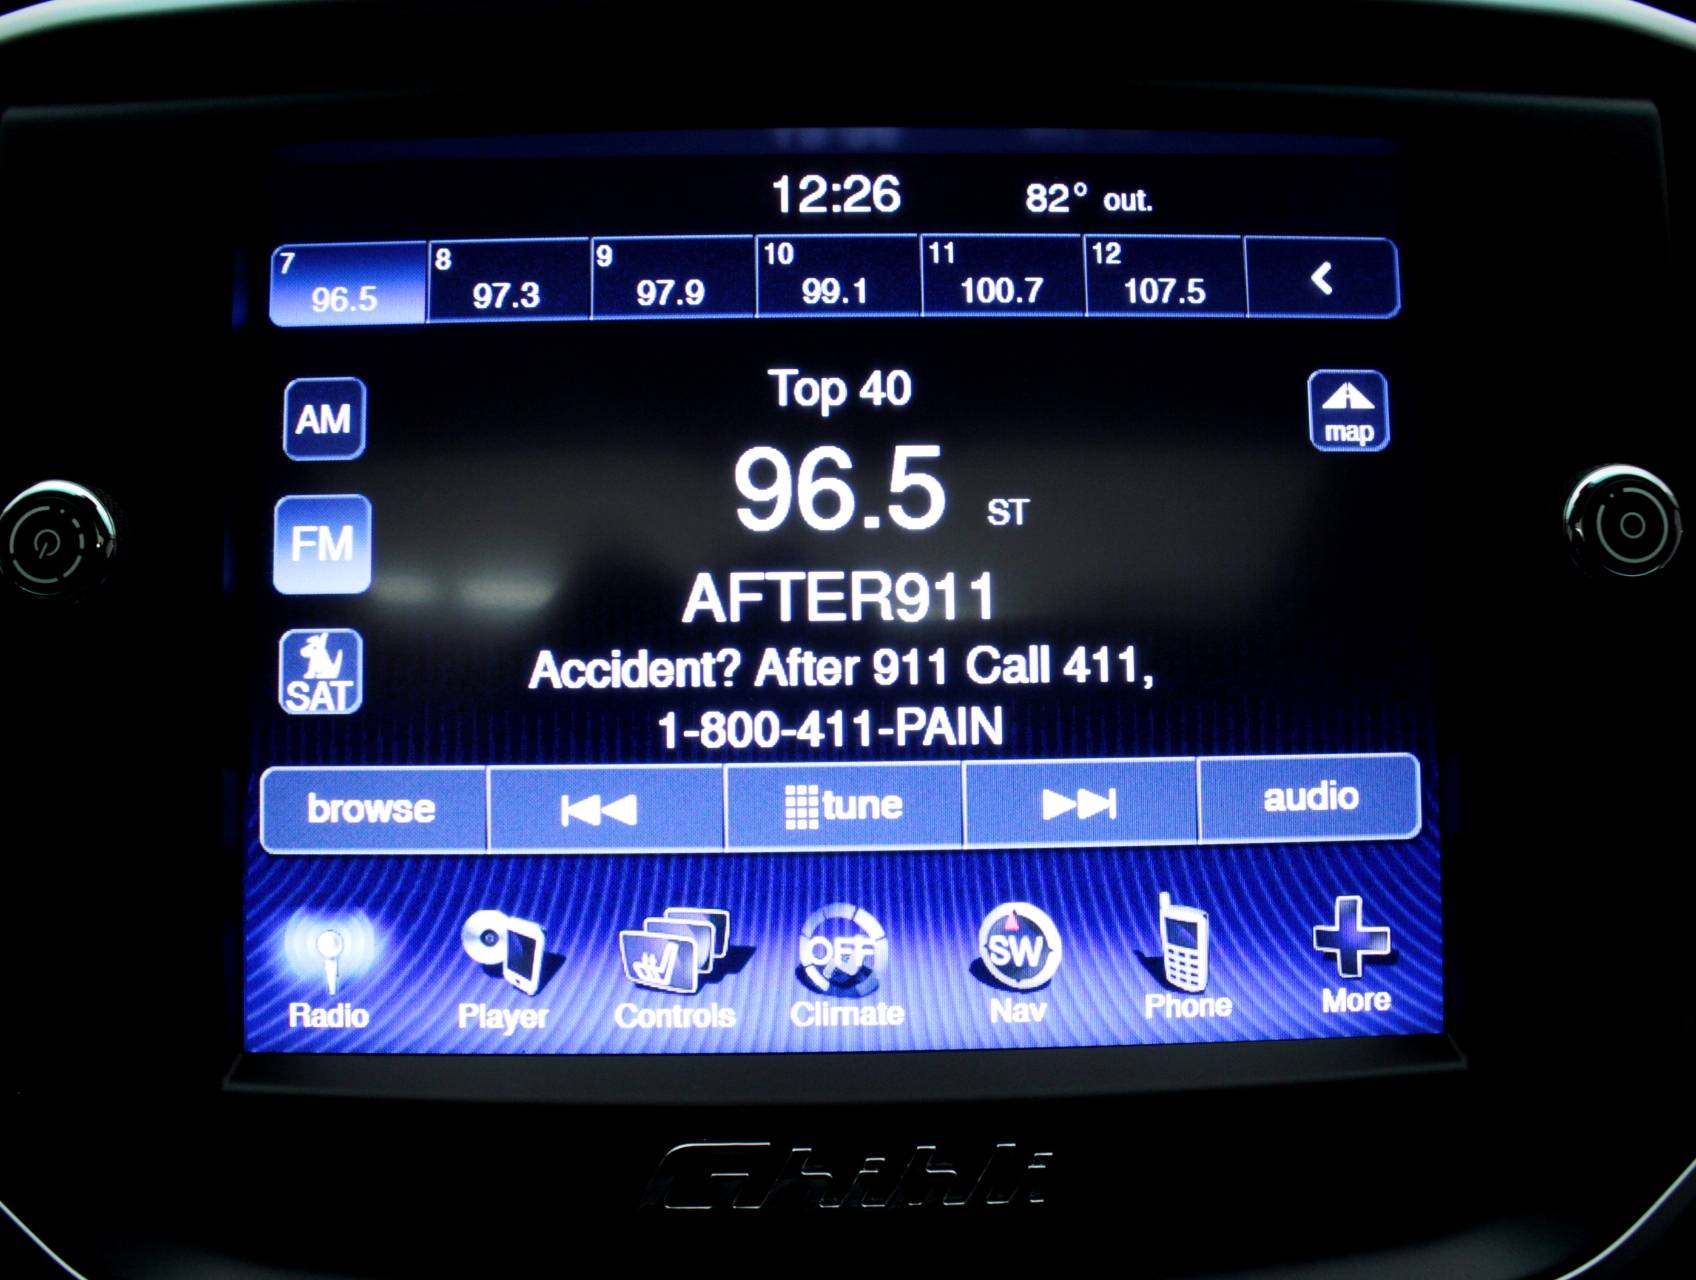 12:26 82° out.
7 8 9 10 11 12
96.5 97.3 97.9 99.1 100.7 107.5
Top 40
AM map
96.5 ST
FM
AFTER911
Accident? After 911 Call 411,
SAT
1-800-411-PAIN
browse tune audio
OFF SW
Radio Player Controls Climate Nav Phone More
Ghibli